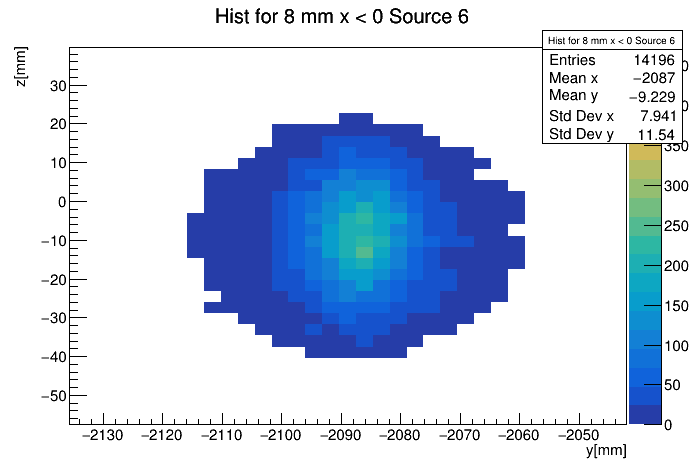 Hist for 8 mm x < 0 Source 6
z[mm]
Hist for 8 mm x < 0 Source 6
Entries 14196
Mean x −2087
Mean y −9.229
Std Dev x 7.941
Std Dev y 11.54
30
20
10
0
−10
−20
−30
−40
−50
350
300
250
200
150
100
50
0
−2130 −2120 −2110 −2100 −2090 −2080 −2070 −2060 −2050
y[mm]